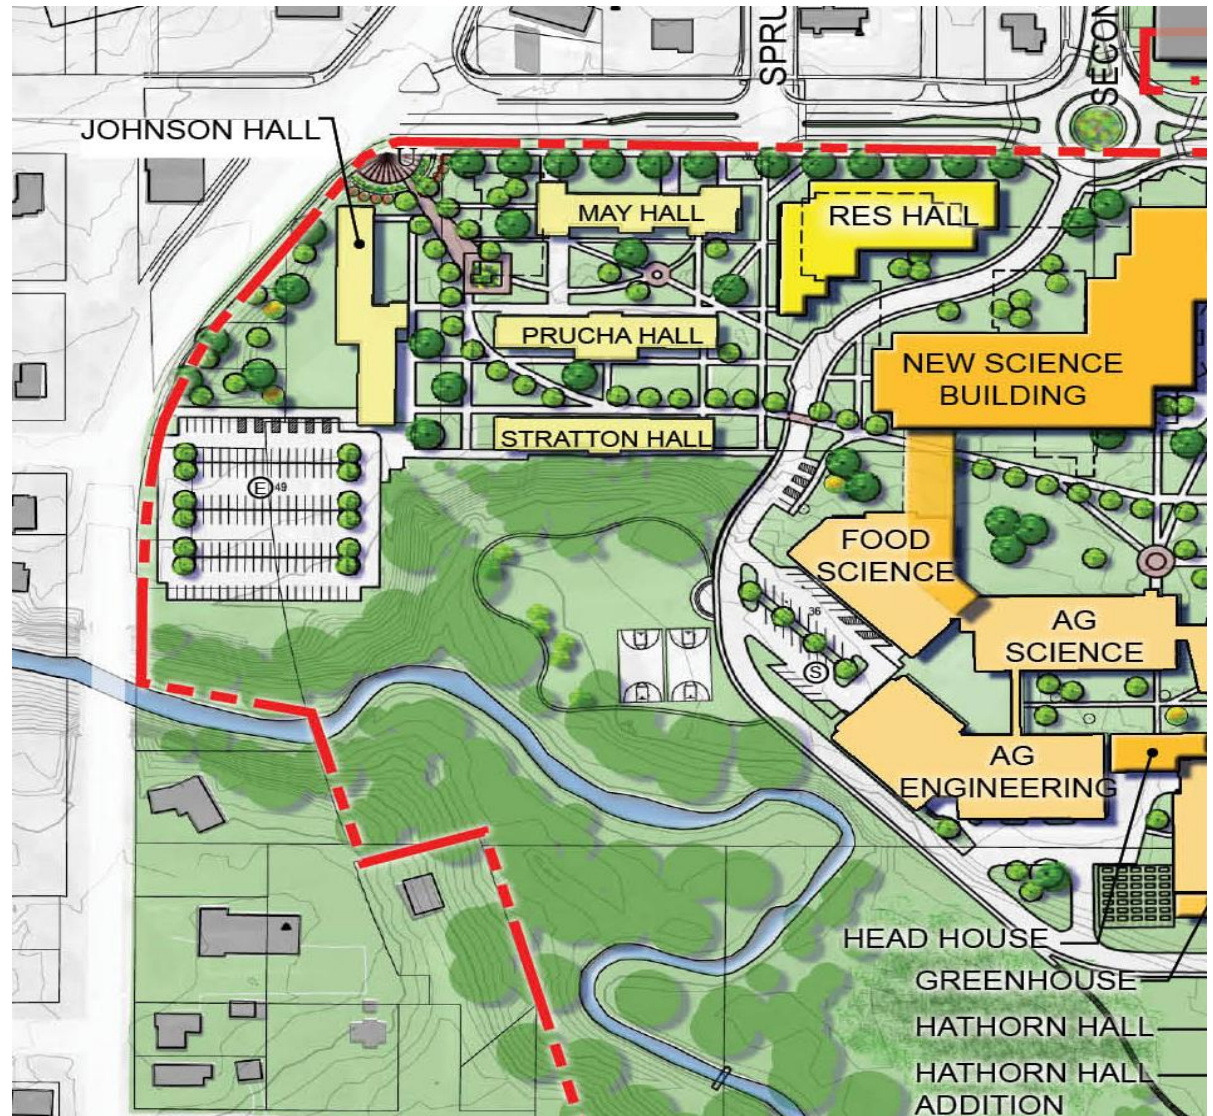 SPRU
SECON
JOHNSON HALL
U
MAY HALL
RES HALL
PRUCHA HALL
NEW SCIENCE
BUILDING
STRATTON HALL
E 49
FOOD
SCIENCE
36
S
AG
SCIENCE
AG
ENGINEERING
HEAD HOUSE
GREENHOUSE
HATHORN HALL
HATHORN HALL
ADDITION